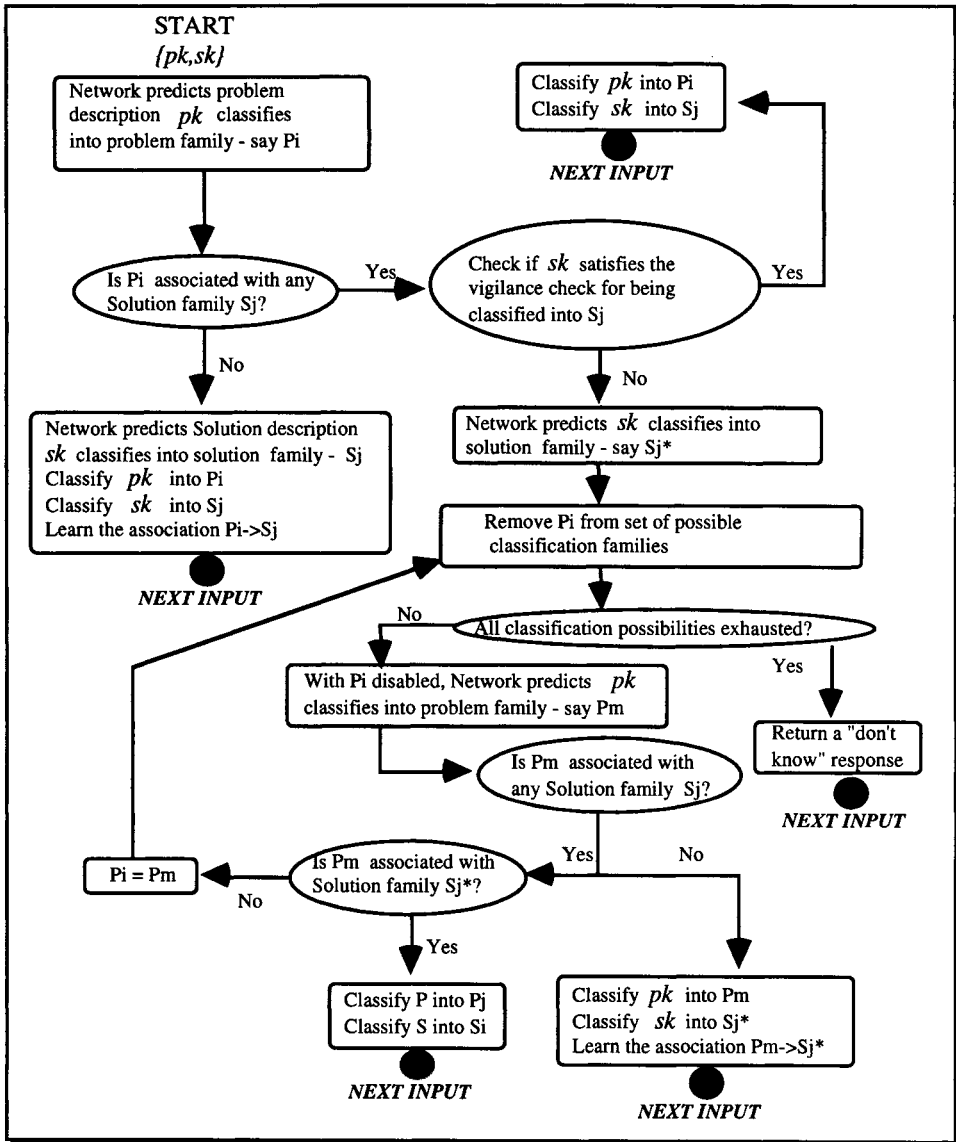 START
{pk,sk}
Network predicts problem
description pk classifies
into problem family - say Pi
Classify pk into Pi
Classify sk into Sj
NEXT INPUT
Is Pi associated with any
Solution family Sj?
Yes
Check if sk satisfies the
vigilance check for being
classified into Sj
Yes
No
No
Network predicts Solution description
sk classifies into solution family - Sj
Classify pk into Pi
Classify sk into Sj
Learn the association Pi->Sj
NEXT INPUT
Network predicts sk classifies into
solution family - say Sj*
Remove Pi from set of possible
classification families
All classification possibilities exhausted?
No
Yes
With Pi disabled, Network predicts pk
classifies into problem family - say Pm
Return a "don't
know" response
NEXT INPUT
Is Pm associated with
any Solution family Sj?
Yes
No
Is Pm associated with
Solution family Sj*?
No
Pi = Pm
Yes
Classify P into Pj
Classify S into Si
NEXT INPUT
Classify pk into Pm
Classify sk into Sj*
Learn the association Pm->Sj*
NEXT INPUT